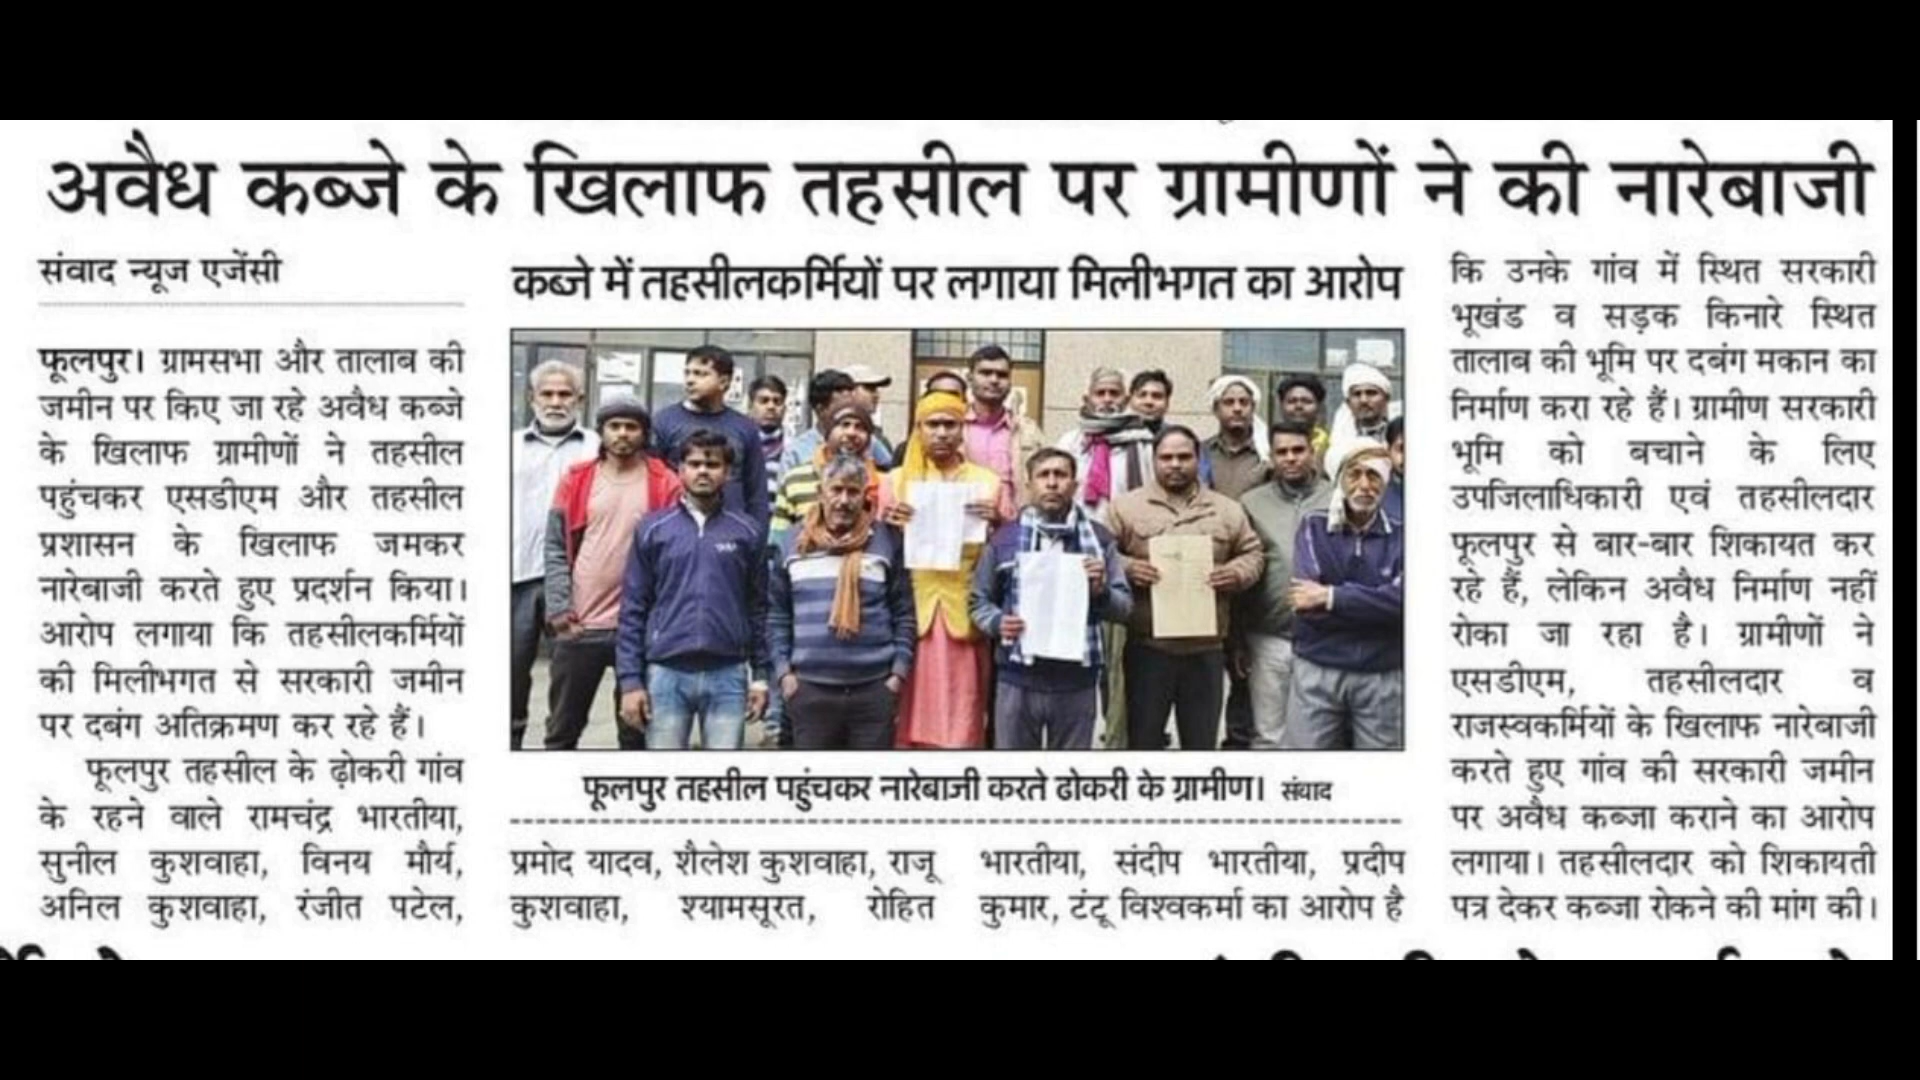 अवैध कब्जे के खिलाफ तहसील पर ग्रामीणों ने की नारेबाजी
संवाद न्यूज एजेंसी
फूलपुर। ग्रामसभा और तालाब की
जमीन पर किए जा रहे अवैध कब्जे
के खिलाफ ग्रामीणों ने तहसील
पहुंचकर एसडीएम और तहसील
प्रशासन के खिलाफ जमकर
नारेबाजी करते हुए प्रदर्शन किया।
आरोप लगाया कि तहसीलकर्मियों
की मिलीभगत से सरकारी जमीन
पर दबंग अतिक्रमण कर रहे हैं।
फूलपुर तहसील के ढ़ोकरी गांव
के रहने वाले रामचंद्र भारतीया,
सुनील कुशवाहा, विनय मौर्य,
अनिल कुशवाहा, रंजीत पटेल,
कब्जे में तहसीलकर्मियों पर लगाया मिलीभगत का आरोप
फूलपुर तहसील पहुंचकर नारेबाजी करते ढोकरी के ग्रामीण। संवाद
प्रमोद यादव, शैलेश कुशवाहा, राजू
कुशवाहा, श्यामसूरत, रोहित
भारतीया, संदीप भारतीया, प्रदीप
कुमार, टंटू विश्वकर्मा का आरोप है
कि उनके गांव में स्थित सरकारी
भूखंड व सड़क किनारे स्थित
तालाब की भूमि पर दबंग मकान का
निर्माण करा रहे हैं। ग्रामीण सरकारी
भूमि को बचाने के लिए
उपजिलाधिकारी एवं तहसीलदार
फूलपुर से बार-बार शिकायत कर
रहे हैं, लेकिन अवैध निर्माण नहीं
रोका जा रहा है। ग्रामीणों ने
एसडीएम, तहसीलदार व
राजस्वकर्मियों के खिलाफ नारेबाजी
करते हुए गांव की सरकारी जमीन
पर अवैध कब्जा कराने का आरोप
लगाया। तहसीलदार को शिकायती
पत्र देकर कब्जा रोकने की मांग की।